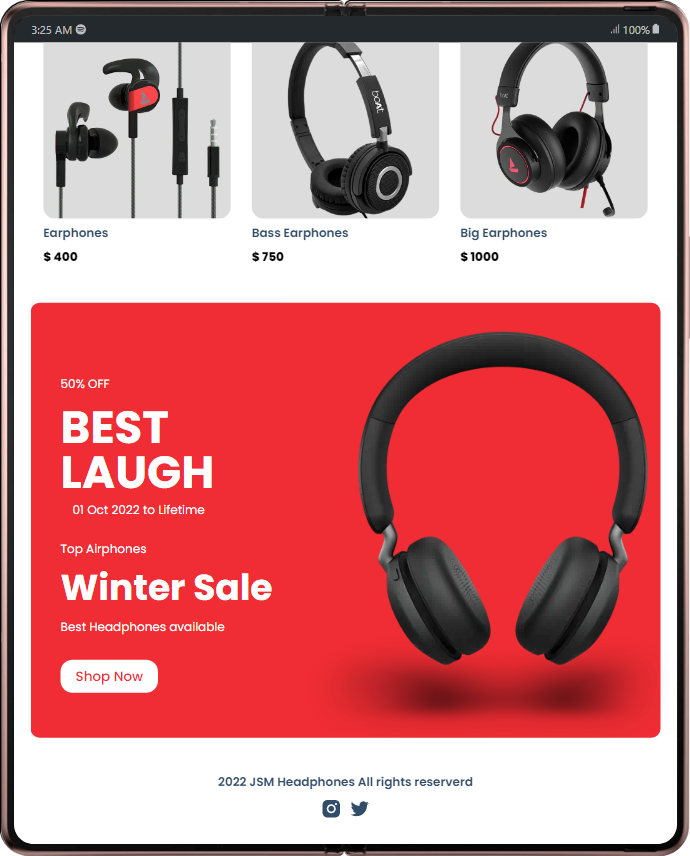 3:25 AM
100%
boAt
Earphones
Bass Earphones
Big Earphones
$ 400
$ 750
$ 1000
50% OFF
BEST
LAUGH
01 Oct 2022 to Lifetime
Top Airphones
Winter Sale
Best Headphones available
Shop Now
2022 JSM Headphones All rights reserverd